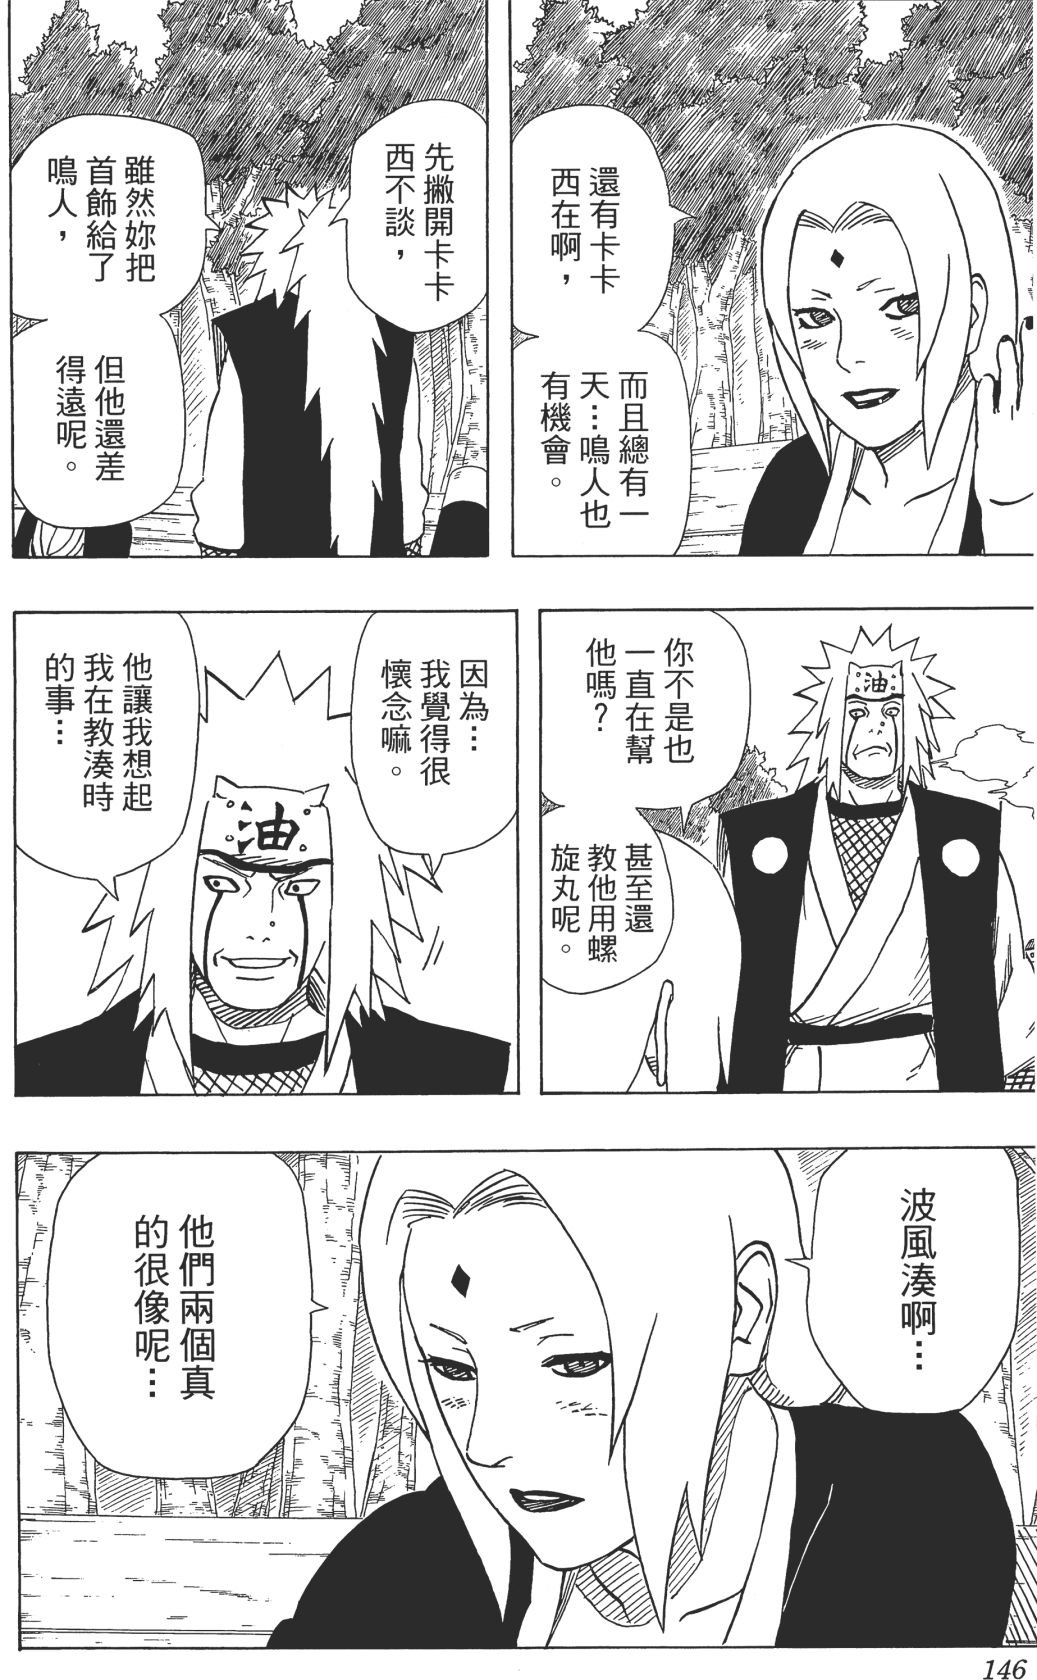 還有卡卡
西在啊，
而且總有一
天…鳴人也
有機會。
先撇開卡卡
西不談，
雖然妳把
首飾給了
鳴人，
但他還差
得遠呢。
你不是也
一直在幫
他嗎？
甚至還
教他用螺
旋丸呢。
油
因為…
我覺得很
懷念嘛。
他讓我想起
我在教湊時
的事…
油
波風湊啊…
他們兩個真
的很像呢…
146